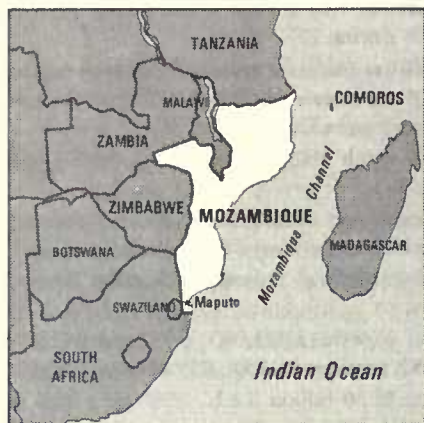 TANZANIA
COMOROS
MALAWI
ZAMBIA
ZIMBABWE
MOZAMBIQUE
Mozambique Channel
MADAGASCAR
BOTSWANA
SWAZILAND
Maputo
SOUTH
AFRICA
Indian Ocean